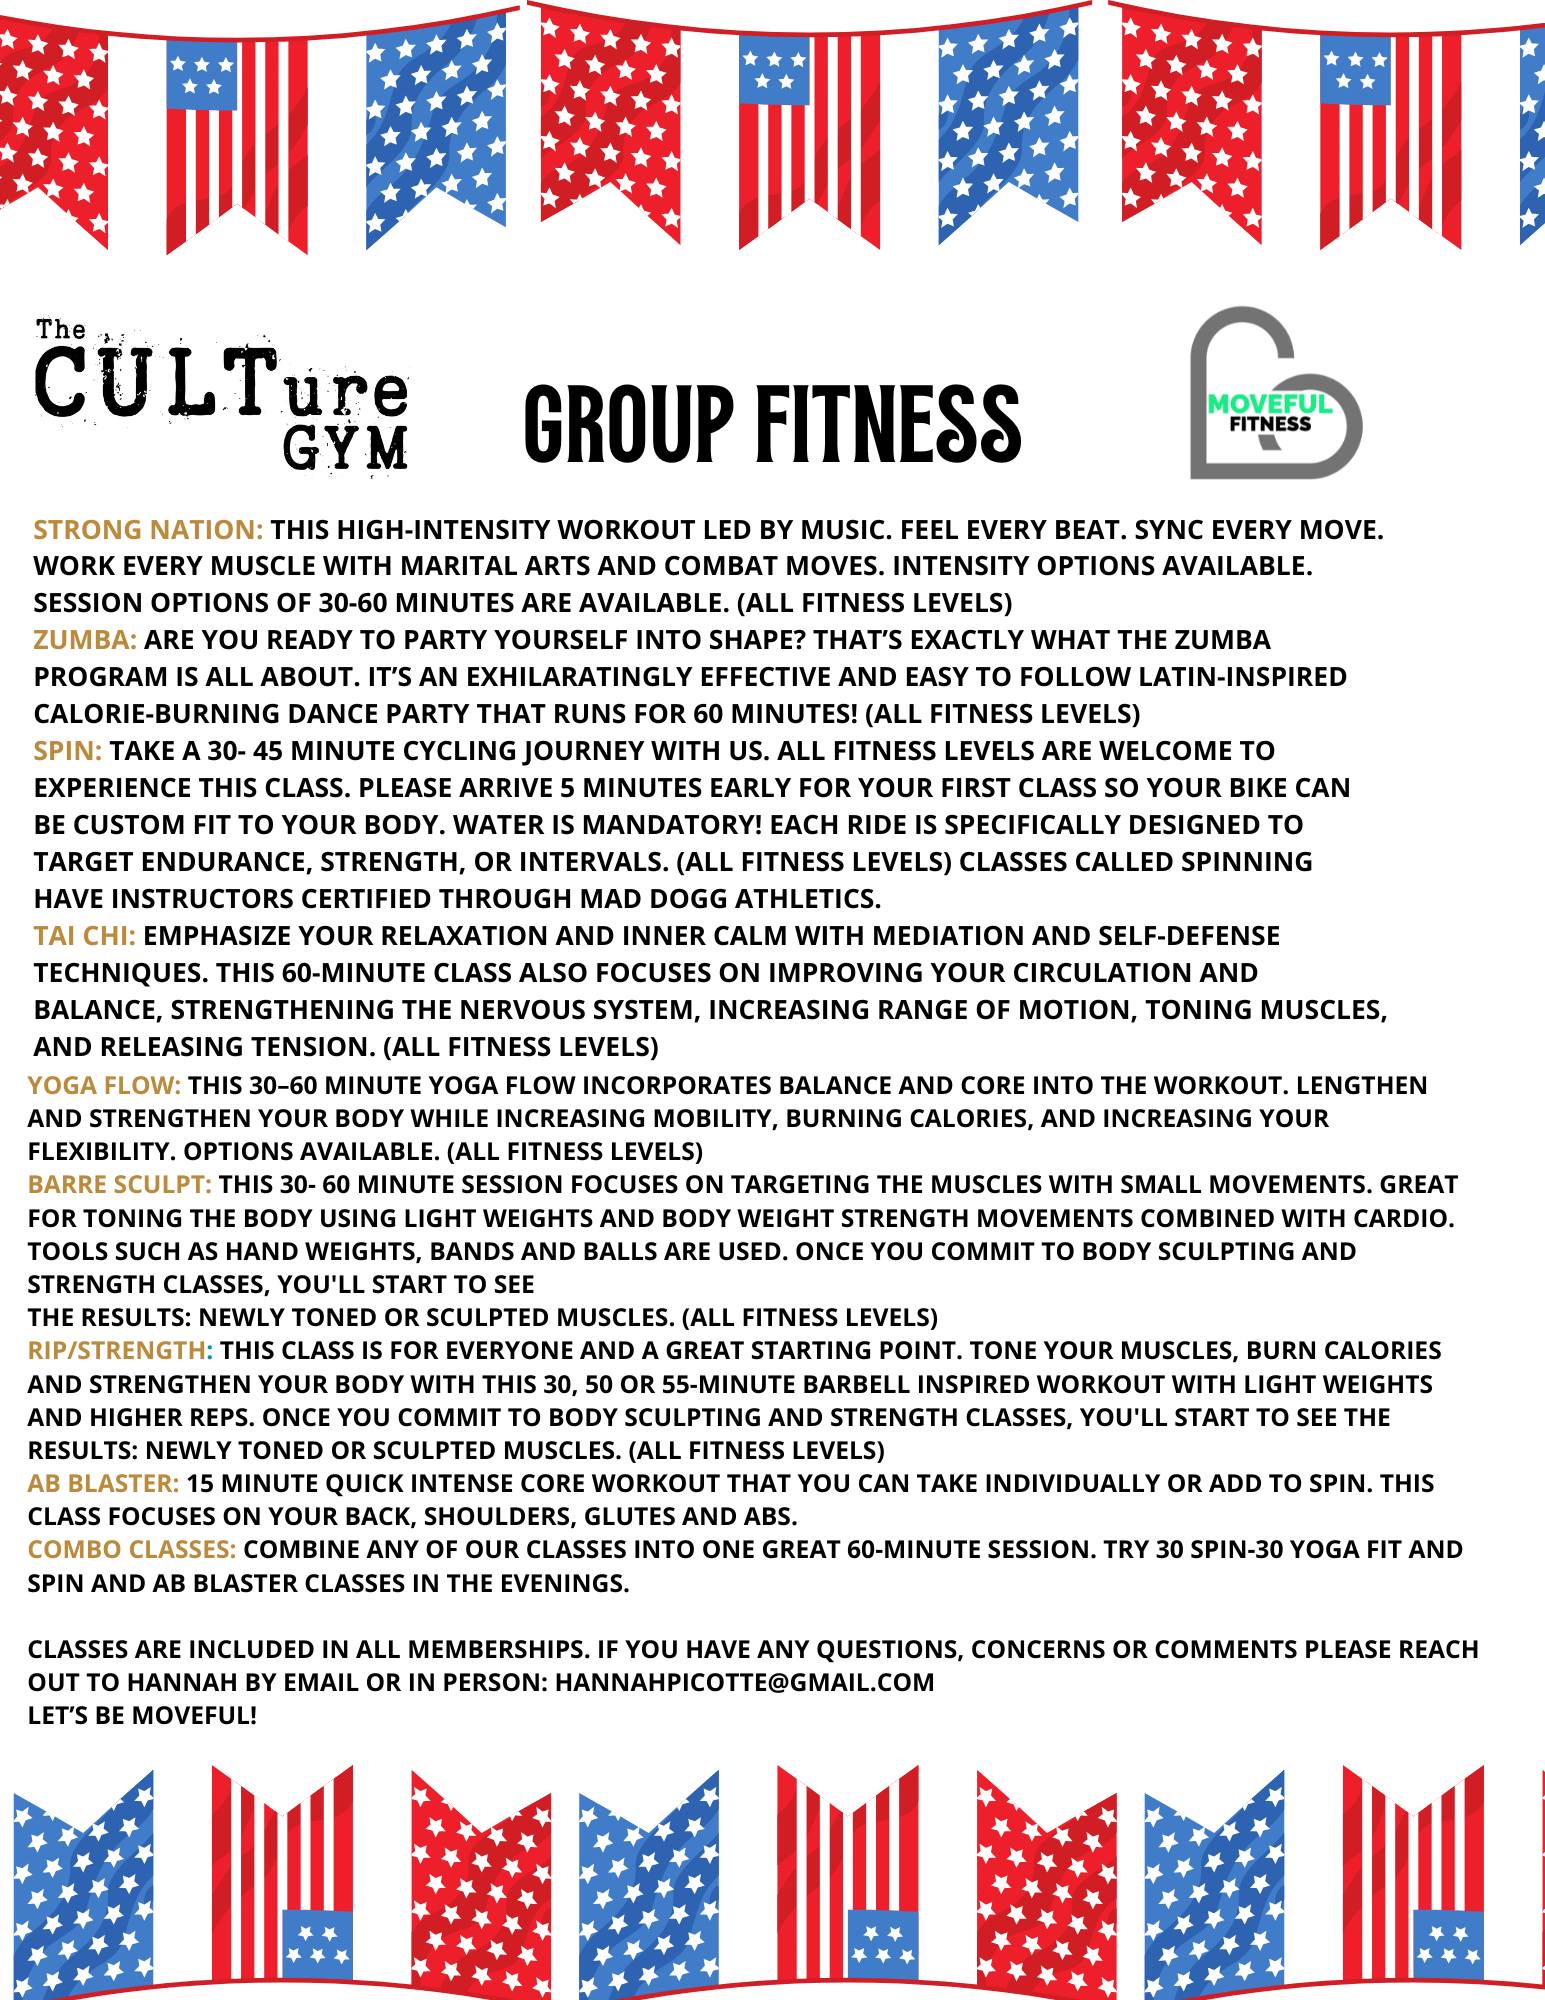 The
CULTure
GYM
GROUP FITNESS
MOVEFUL
FITNESS
STRONG NATION: THIS HIGH-INTENSITY WORKOUT LED BY MUSIC. FEEL EVERY BEAT. SYNC EVERY MOVE.
WORK EVERY MUSCLE WITH MARITAL ARTS AND COMBAT MOVES. INTENSITY OPTIONS AVAILABLE.
SESSION OPTIONS OF 30-60 MINUTES ARE AVAILABLE. (ALL FITNESS LEVELS)
ZUMBA: ARE YOU READY TO PARTY YOURSELF INTO SHAPE? THAT’S EXACTLY WHAT THE ZUMBA
PROGRAM IS ALL ABOUT. IT’S AN EXHILARATINGLY EFFECTIVE AND EASY TO FOLLOW LATIN-INSPIRED
CALORIE-BURNING DANCE PARTY THAT RUNS FOR 60 MINUTES! (ALL FITNESS LEVELS)
SPIN: TAKE A 30- 45 MINUTE CYCLING JOURNEY WITH US. ALL FITNESS LEVELS ARE WELCOME TO
EXPERIENCE THIS CLASS. PLEASE ARRIVE 5 MINUTES EARLY FOR YOUR FIRST CLASS SO YOUR BIKE CAN
BE CUSTOM FIT TO YOUR BODY. WATER IS MANDATORY! EACH RIDE IS SPECIFICALLY DESIGNED TO
TARGET ENDURANCE, STRENGTH, OR INTERVALS. (ALL FITNESS LEVELS) CLASSES CALLED SPINNING
HAVE INSTRUCTORS CERTIFIED THROUGH MAD DOGG ATHLETICS.
TAI CHI: EMPHASIZE YOUR RELAXATION AND INNER CALM WITH MEDIATION AND SELF-DEFENSE
TECHNIQUES. THIS 60-MINUTE CLASS ALSO FOCUSES ON IMPROVING YOUR CIRCULATION AND
BALANCE, STRENGTHENING THE NERVOUS SYSTEM, INCREASING RANGE OF MOTION, TONING MUSCLES,
AND RELEASING TENSION. (ALL FITNESS LEVELS)
YOGA FLOW: THIS 30–60 MINUTE YOGA FLOW INCORPORATES BALANCE AND CORE INTO THE WORKOUT. LENGTHEN
AND STRENGTHEN YOUR BODY WHILE INCREASING MOBILITY, BURNING CALORIES, AND INCREASING YOUR
FLEXIBILITY. OPTIONS AVAILABLE. (ALL FITNESS LEVELS)
BARRE SCULPT: THIS 30- 60 MINUTE SESSION FOCUSES ON TARGETING THE MUSCLES WITH SMALL MOVEMENTS. GREAT
FOR TONING THE BODY USING LIGHT WEIGHTS AND BODY WEIGHT STRENGTH MOVEMENTS COMBINED WITH CARDIO.
TOOLS SUCH AS HAND WEIGHTS, BANDS AND BALLS ARE USED. ONCE YOU COMMIT TO BODY SCULPTING AND
STRENGTH CLASSES, YOU'LL START TO SEE
THE RESULTS: NEWLY TONED OR SCULPTED MUSCLES. (ALL FITNESS LEVELS)
RIP/STRENGTH: THIS CLASS IS FOR EVERYONE AND A GREAT STARTING POINT. TONE YOUR MUSCLES, BURN CALORIES
AND STRENGTHEN YOUR BODY WITH THIS 30, 50 OR 55-MINUTE BARBELL INSPIRED WORKOUT WITH LIGHT WEIGHTS
AND HIGHER REPS. ONCE YOU COMMIT TO BODY SCULPTING AND STRENGTH CLASSES, YOU'LL START TO SEE THE
RESULTS: NEWLY TONED OR SCULPTED MUSCLES. (ALL FITNESS LEVELS)
AB BLASTER: 15 MINUTE QUICK INTENSE CORE WORKOUT THAT YOU CAN TAKE INDIVIDUALLY OR ADD TO SPIN. THIS
CLASS FOCUSES ON YOUR BACK, SHOULDERS, GLUTES AND ABS.
COMBO CLASSES: COMBINE ANY OF OUR CLASSES INTO ONE GREAT 60-MINUTE SESSION. TRY 30 SPIN-30 YOGA FIT AND
SPIN AND AB BLASTER CLASSES IN THE EVENINGS.
CLASSES ARE INCLUDED IN ALL MEMBERSHIPS. IF YOU HAVE ANY QUESTIONS, CONCERNS OR COMMENTS PLEASE REACH
OUT TO HANNAH BY EMAIL OR IN PERSON: HANNAHPICOTTE@GMAIL.COM
LET’S BE MOVEFUL!